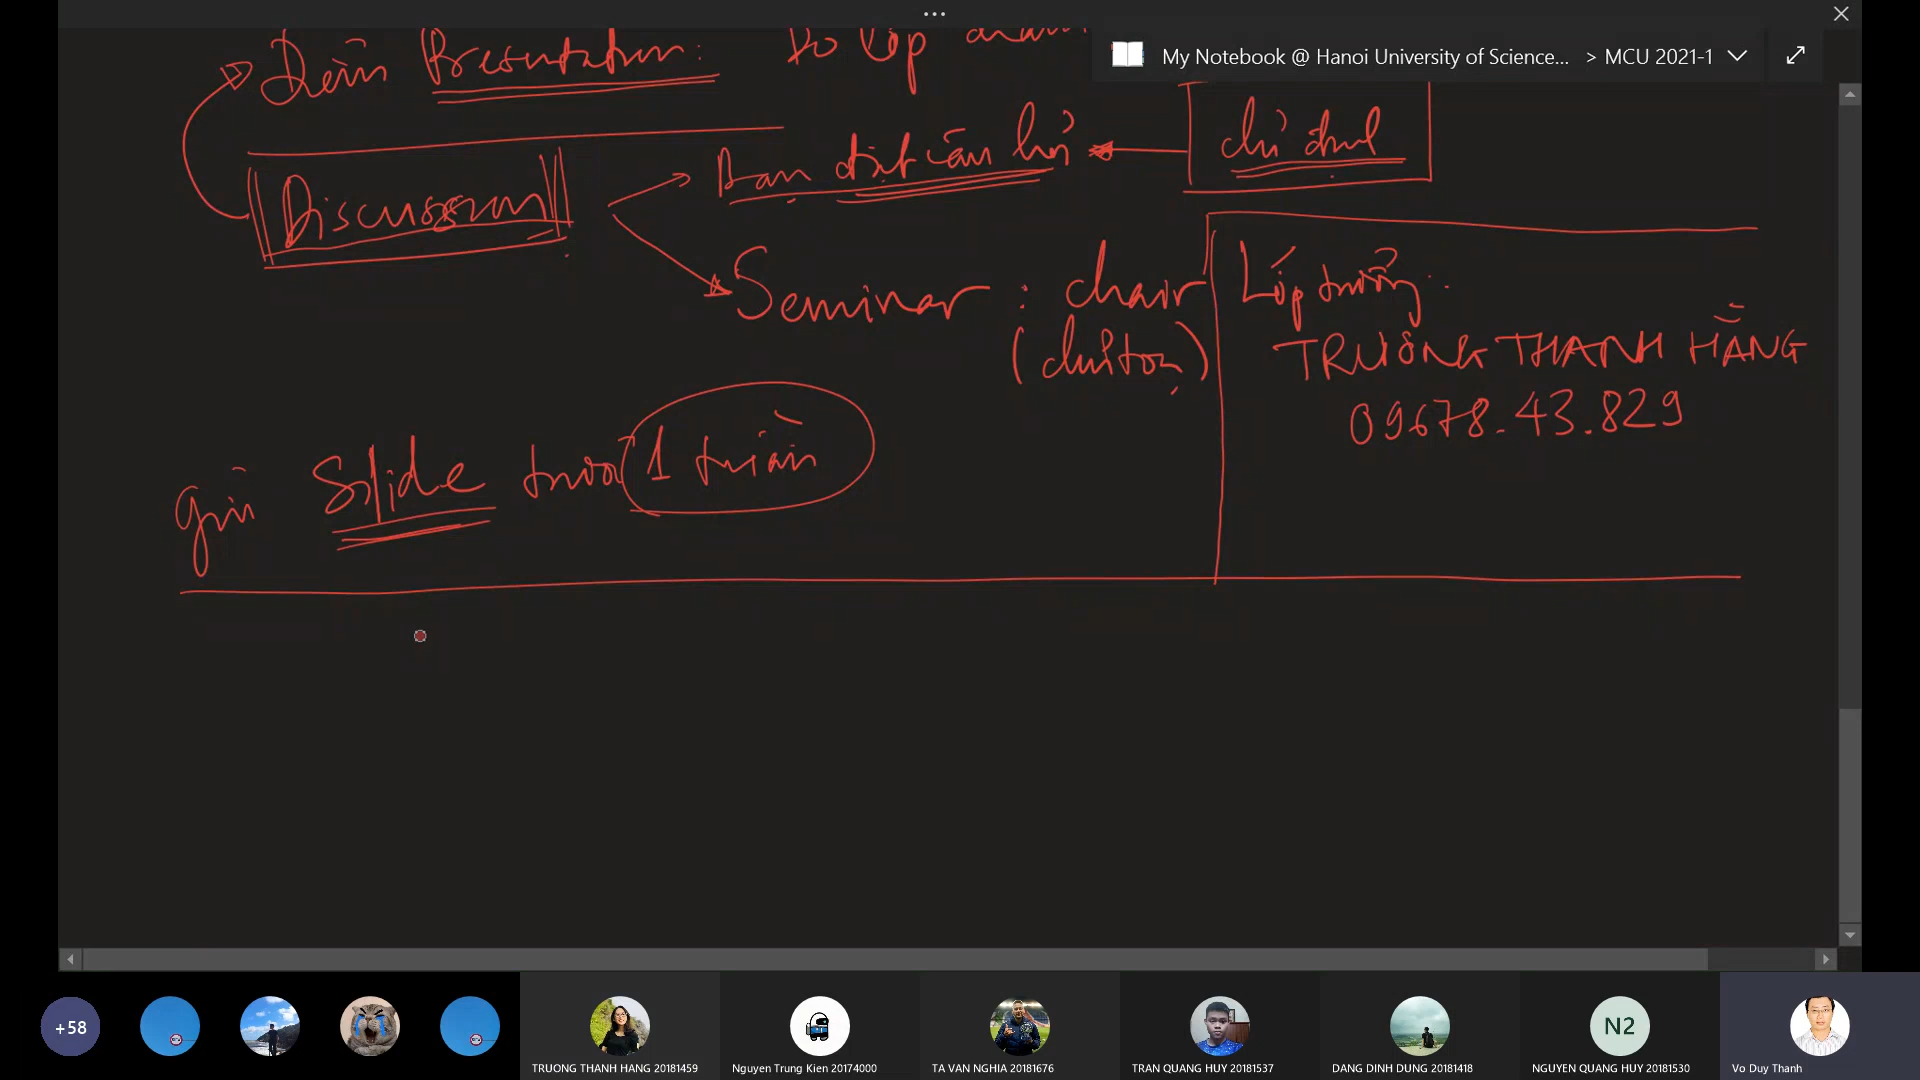 My Notebook @ Hanoi University of Science... > MCU 2021-1
Điểm Presentation: Do lớp chấm.
Discussion
Bạn đặt câu hỏi
Seminar : chair
(chủ tọa)
Lớp trưởng:
TRƯƠNG THANH HẰNG
09678.43.829
gửi Slide trước 1 tuần
+58
TRUONG THANH HANG 20181459
Nguyen Trung Kien 20174000
TA VAN NGHIA 20181676
TRAN QUANG HUY 20181537
DANG DINH DUNG 20181418
N2
NGUYEN QUANG HUY 20181530
Vo Duy Thanh